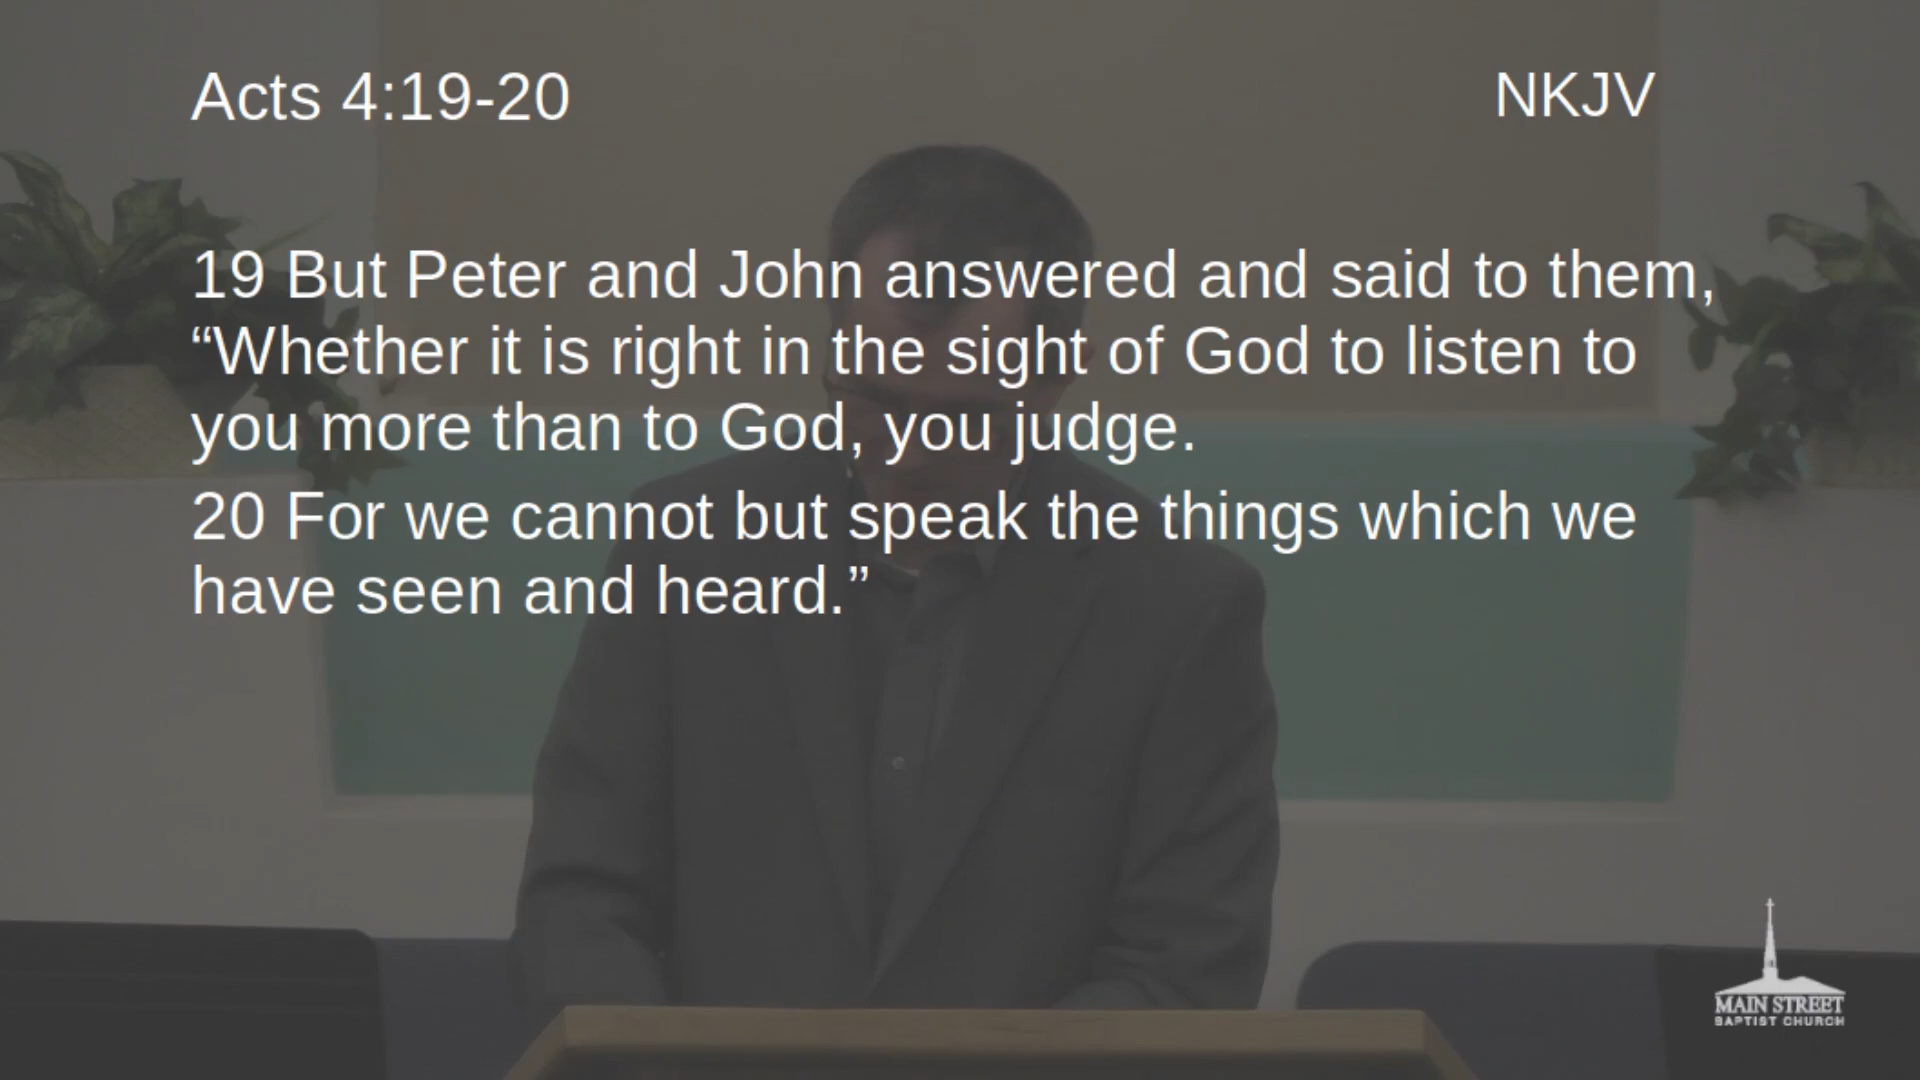 Acts 4:19-20 NKJV
19 But Peter and John answered and said to them,
“Whether it is right in the sight of God to listen to
you more than to God, you judge.
20 For we cannot but speak the things which we
have seen and heard.”
MAIN STREET
BAPTIST CHURCH